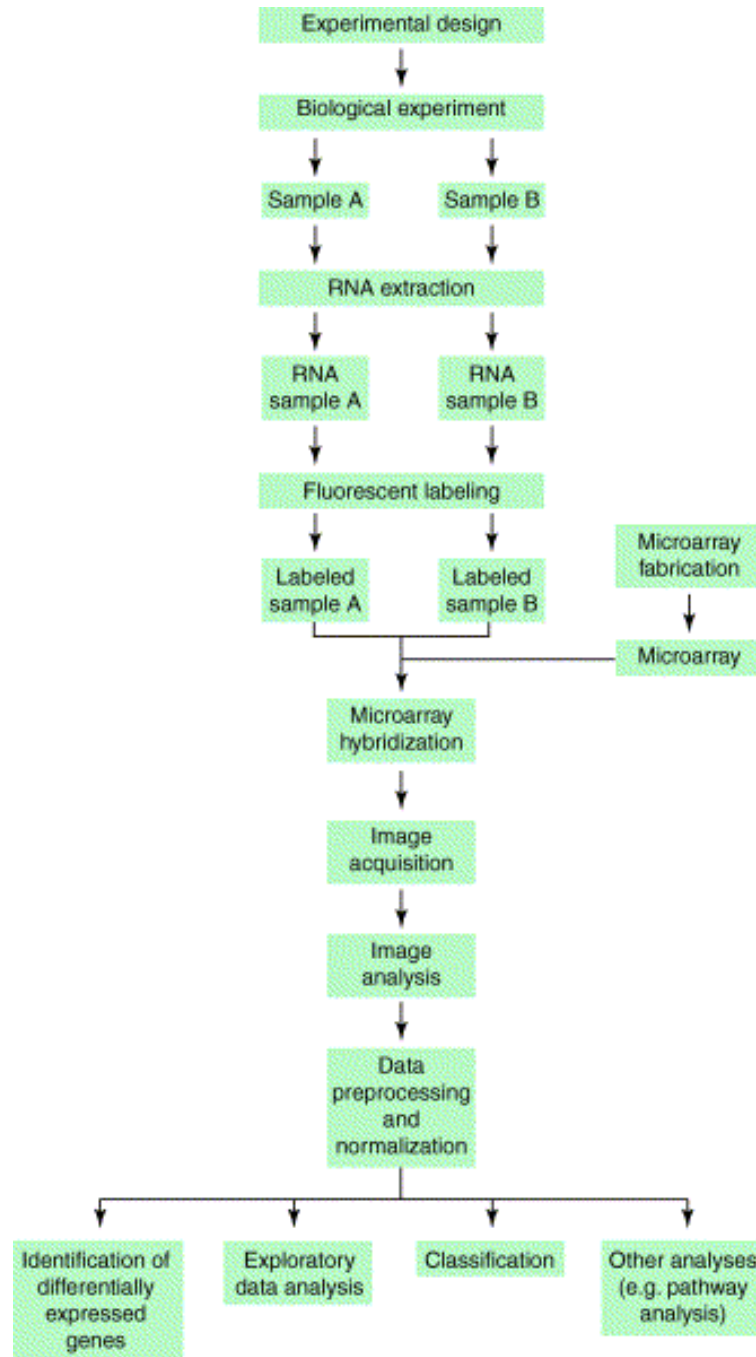 Experimental design
Biological experiment
Sample A
Sample B
RNA extraction
RNA
sample A
RNA
sample B
Fluorescent labeling
Labeled
sample A
Labeled
sample B
Microarray
fabrication
Microarray
Microarray
hybridization
Image
acquisition
Image
analysis
Data
preprocessing
and
normalization
Identification of
differentially
expressed
genes
Exploratory
data analysis
Classification
Other analyses
(e.g. pathway
analysis)